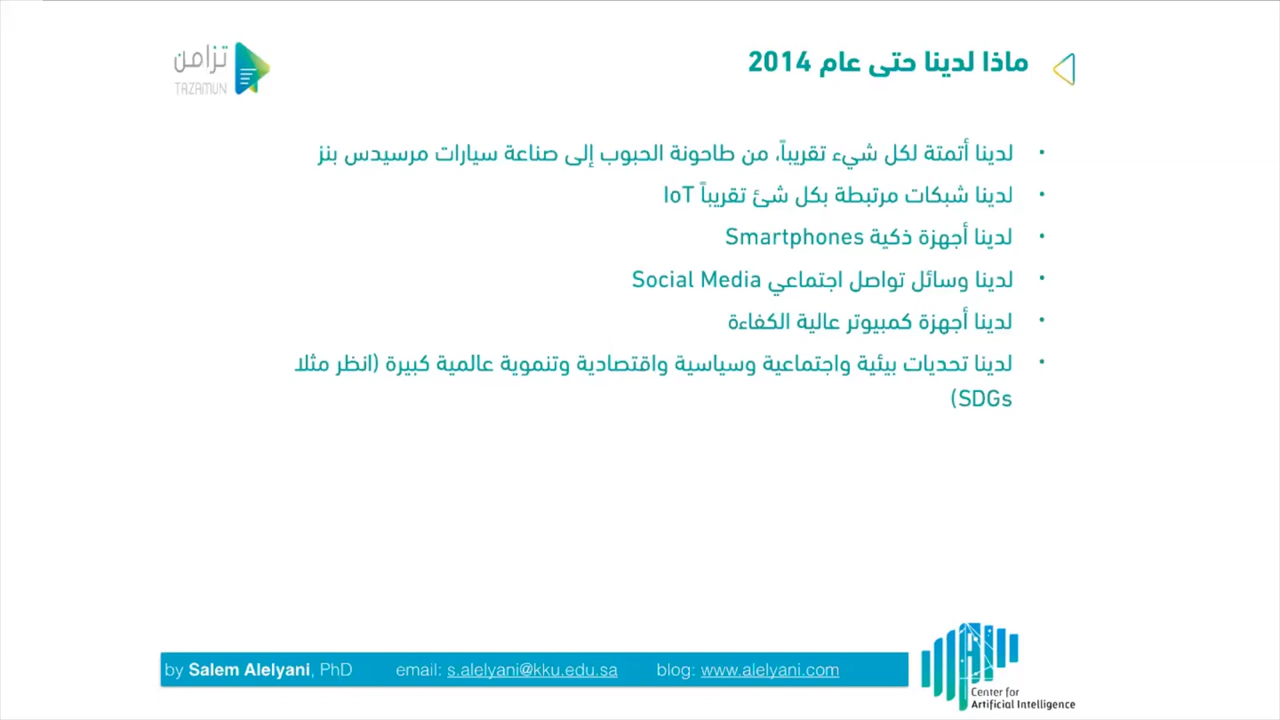 تزامن
TAZAMUN
ماذا لدينا حتى عام 2014
• لدينا أتمتة لكل شيء تقريباً، من طاحونة الحبوب إلى صناعة سيارات مرسيدس بنز
• لدينا شبكات مرتبطة بكل شئ تقريباً IoT
• لدينا أجهزة ذكية Smartphones
• لدينا وسائل تواصل اجتماعي Social Media
• لدينا أجهزة كمبيوتر عالية الكفاءة
• لدينا تحديات بيئية واجتماعية وسياسية واقتصادية وتنموية عالمية كبيرة (انظر مثلا
SDGs)
by Salem Alelyani, PhD email: s.alelyani@kku.edu.sa blog: www.alelyani.com
Center for
Artificial Intelligence